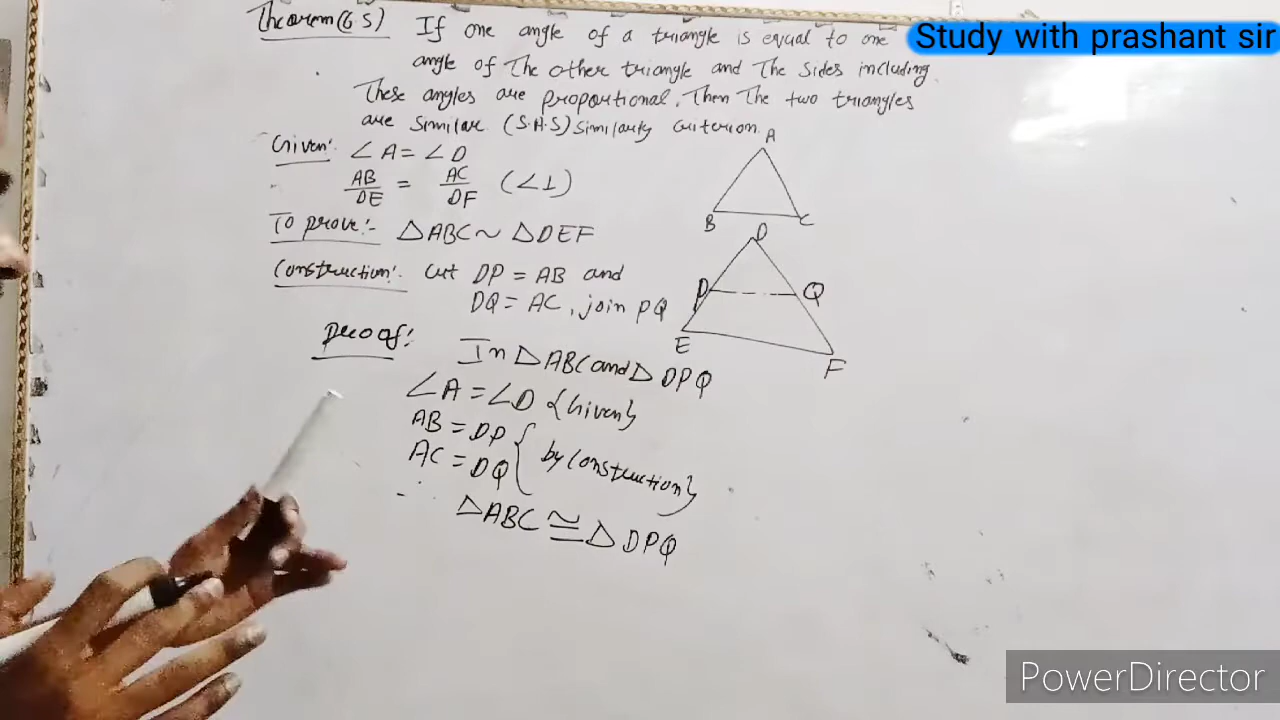 Theorem (6.5) If one angle of a triangle is equal to one
angle of The other triangle and The sides including
These angles are proportional, Then The two triangles
are similar (S.A.S) similarity criterion.
Given: ∠A = ∠D
AB/DE = AC/DF (∠1)
To prove:- △ABC ~ △DEF
Construction: cut DP = AB and
DQ = AC, join PQ
Proof: In △ABC and △DPQ
∠A = ∠D {Given}
AB = DP
AC = DQ { by construction}
∴ △ABC ≅ △DPQ
A
B C
D
P Q
E
F
Study with prashant sir
PowerDirector